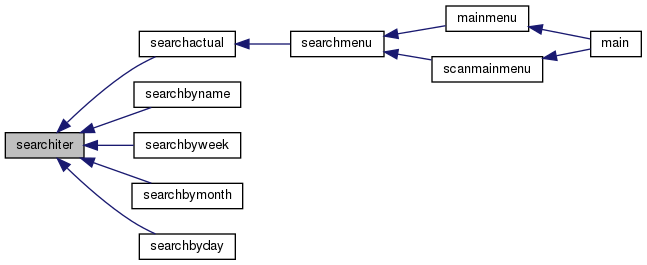 mainmenu
searchactual
searchmenu
main
scanmainmenu
searchbyname
searchiter
searchbyweek
searchbymonth
searchbyday